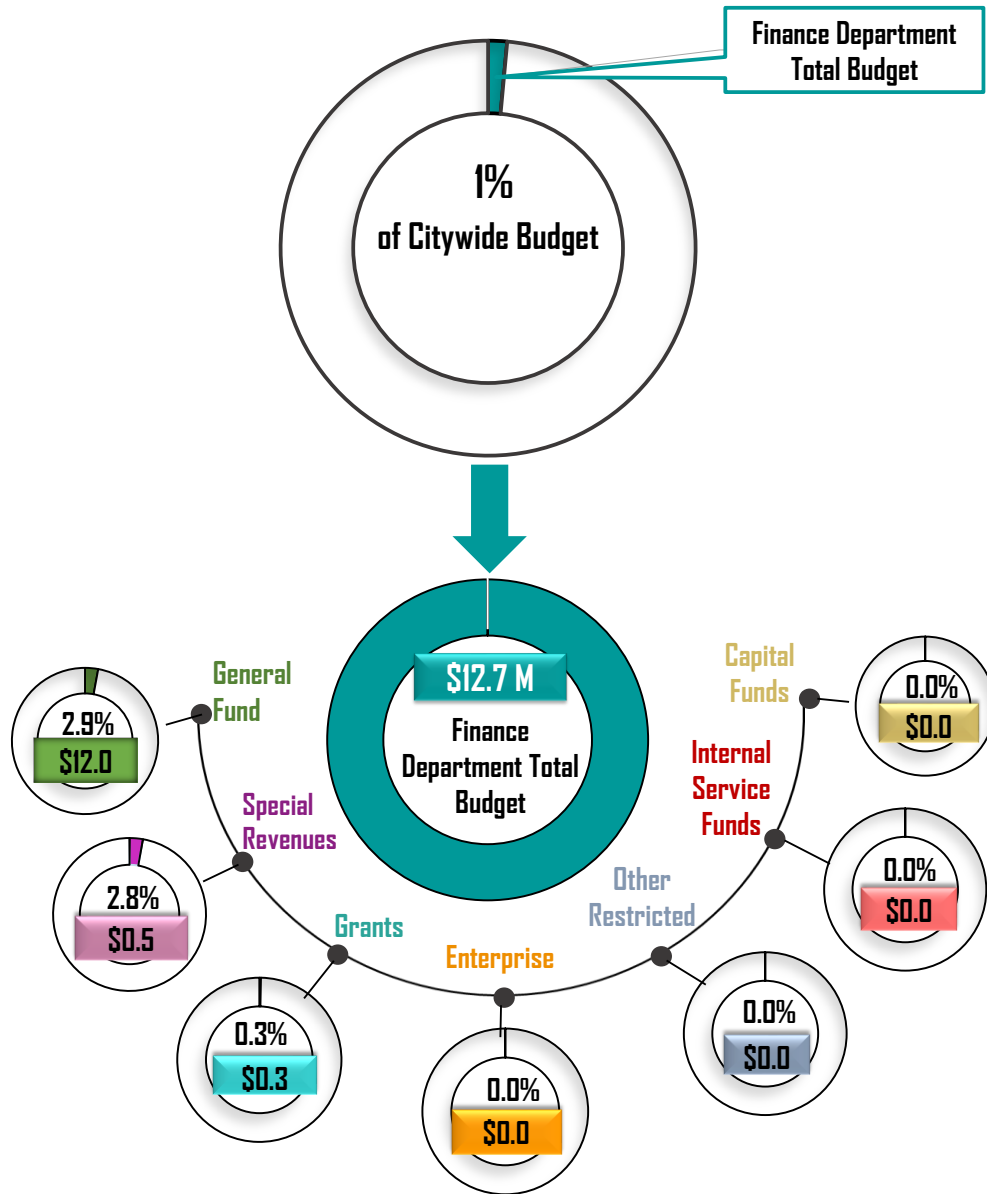 Finance Department
Total Budget
1%
of Citywide Budget
$12.7 M
Finance
Department Total
Budget
General
Fund
2.9%
$12.0
Special
Revenues
2.8%
$0.5
Grants
0.3%
$0.3
Enterprise
0.0%
$0.0
Other
Restricted
0.0%
$0.0
Internal
Service
Funds
0.0%
$0.0
Capital
Funds
0.0%
$0.0